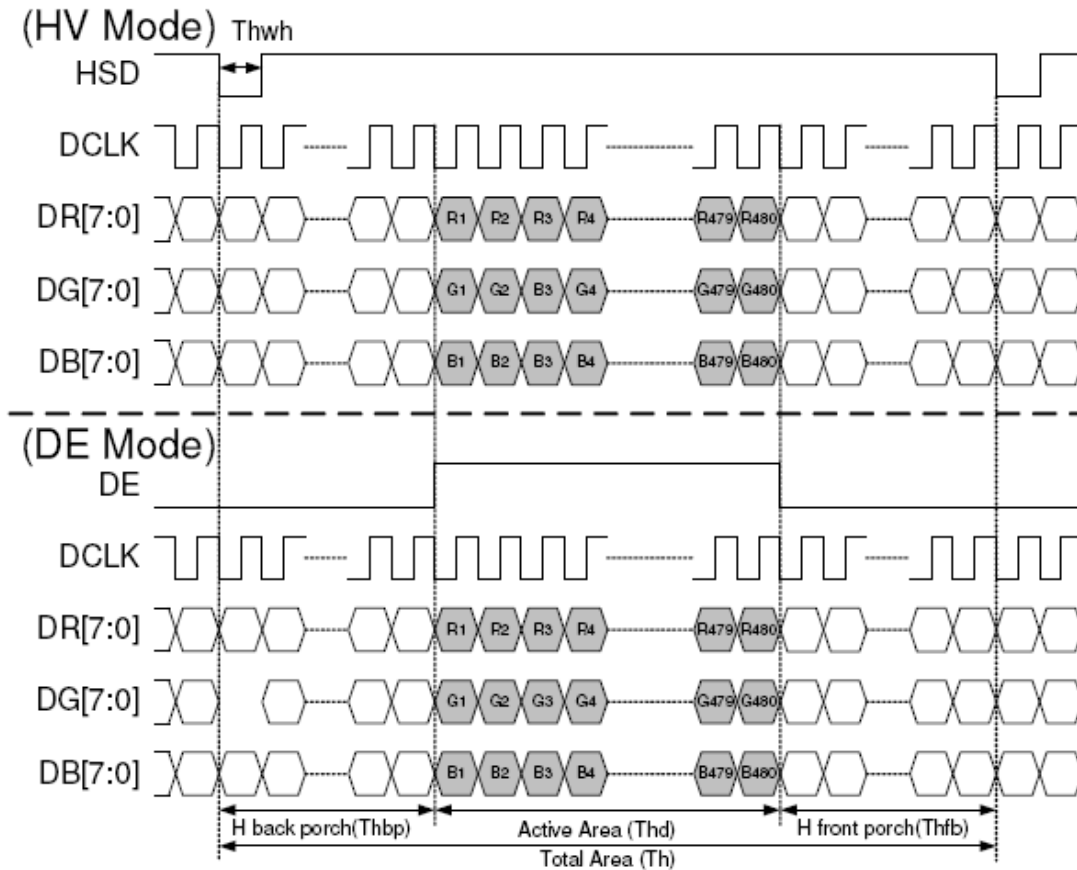 (HV Mode) Thwh
HSD
DCLK
DR[7:0] R1 R2 R3 R4 R479 R480
DG[7:0] G1 G2 B3 G4 G479 G480
DB[7:0] B1 B2 B3 B4 B479 B480
(DE Mode)
DE
DCLK
DR[7:0] R1 R2 R3 R4 R479 R480
DG[7:0] G1 G2 G3 G4 G479 G480
DB[7:0] B1 B2 B3 B4 B479 B480
H back porch(Thbp) Active Area (Thd) H front porch(Thfb)
Total Area (Th)